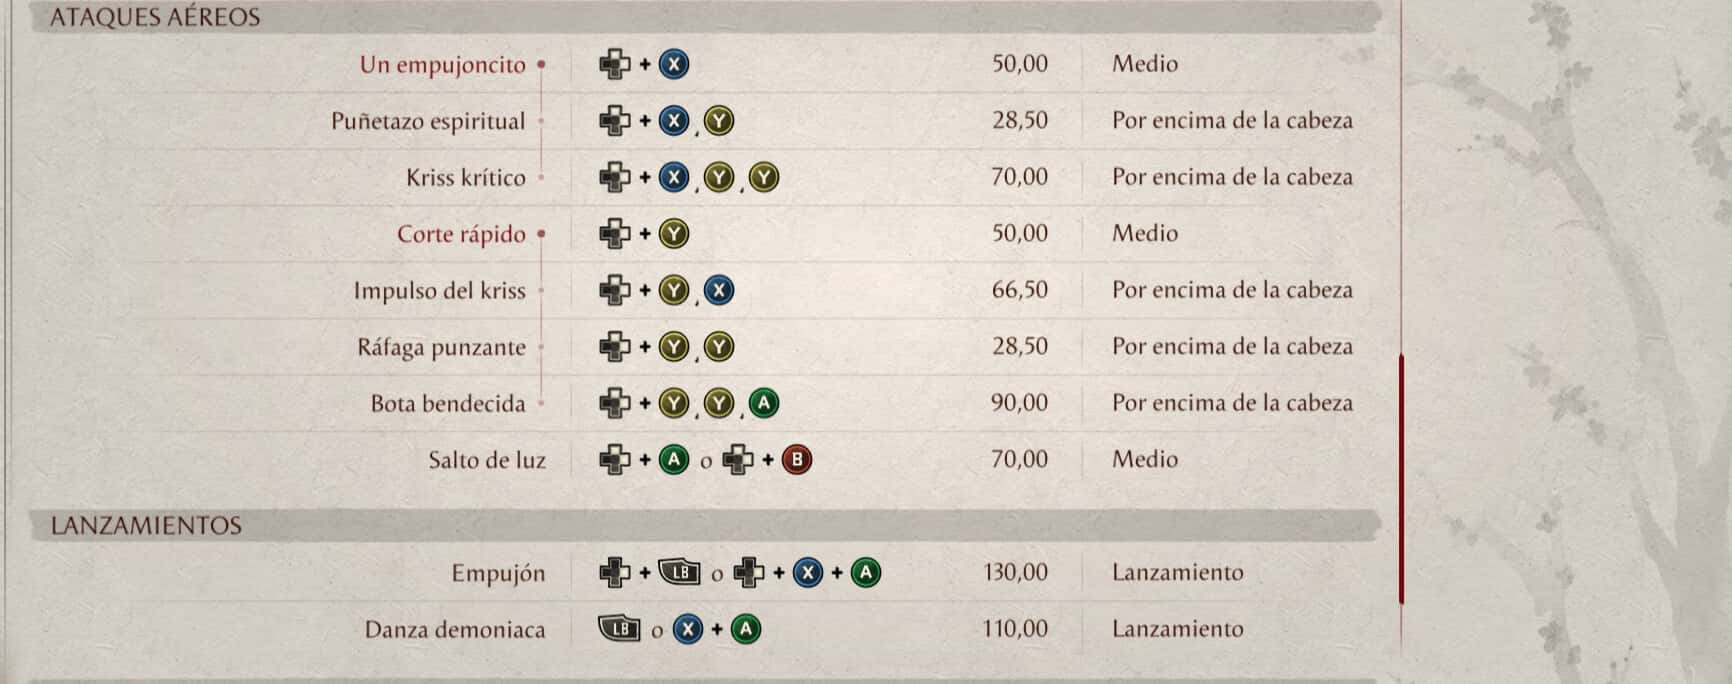 ATAQUES AÉREOS
Un empujoncito + X 50,00 Medio
Puñetazo espiritual + X , Y 28,50 Por encima de la cabeza
Kriss krítico + X , Y , Y 70,00 Por encima de la cabeza
Corte rápido + Y 50,00 Medio
Impulso del kriss + Y , X 66,50 Por encima de la cabeza
Ráfaga punzante + Y , Y 28,50 Por encima de la cabeza
Bota bendecida + Y , Y , A 90,00 Por encima de la cabeza
Salto de luz + A o + B 70,00 Medio
LANZAMIENTOS
Empujón + LB o + X + A 130,00 Lanzamiento
Danza demoniaca LB o X + A 110,00 Lanzamiento